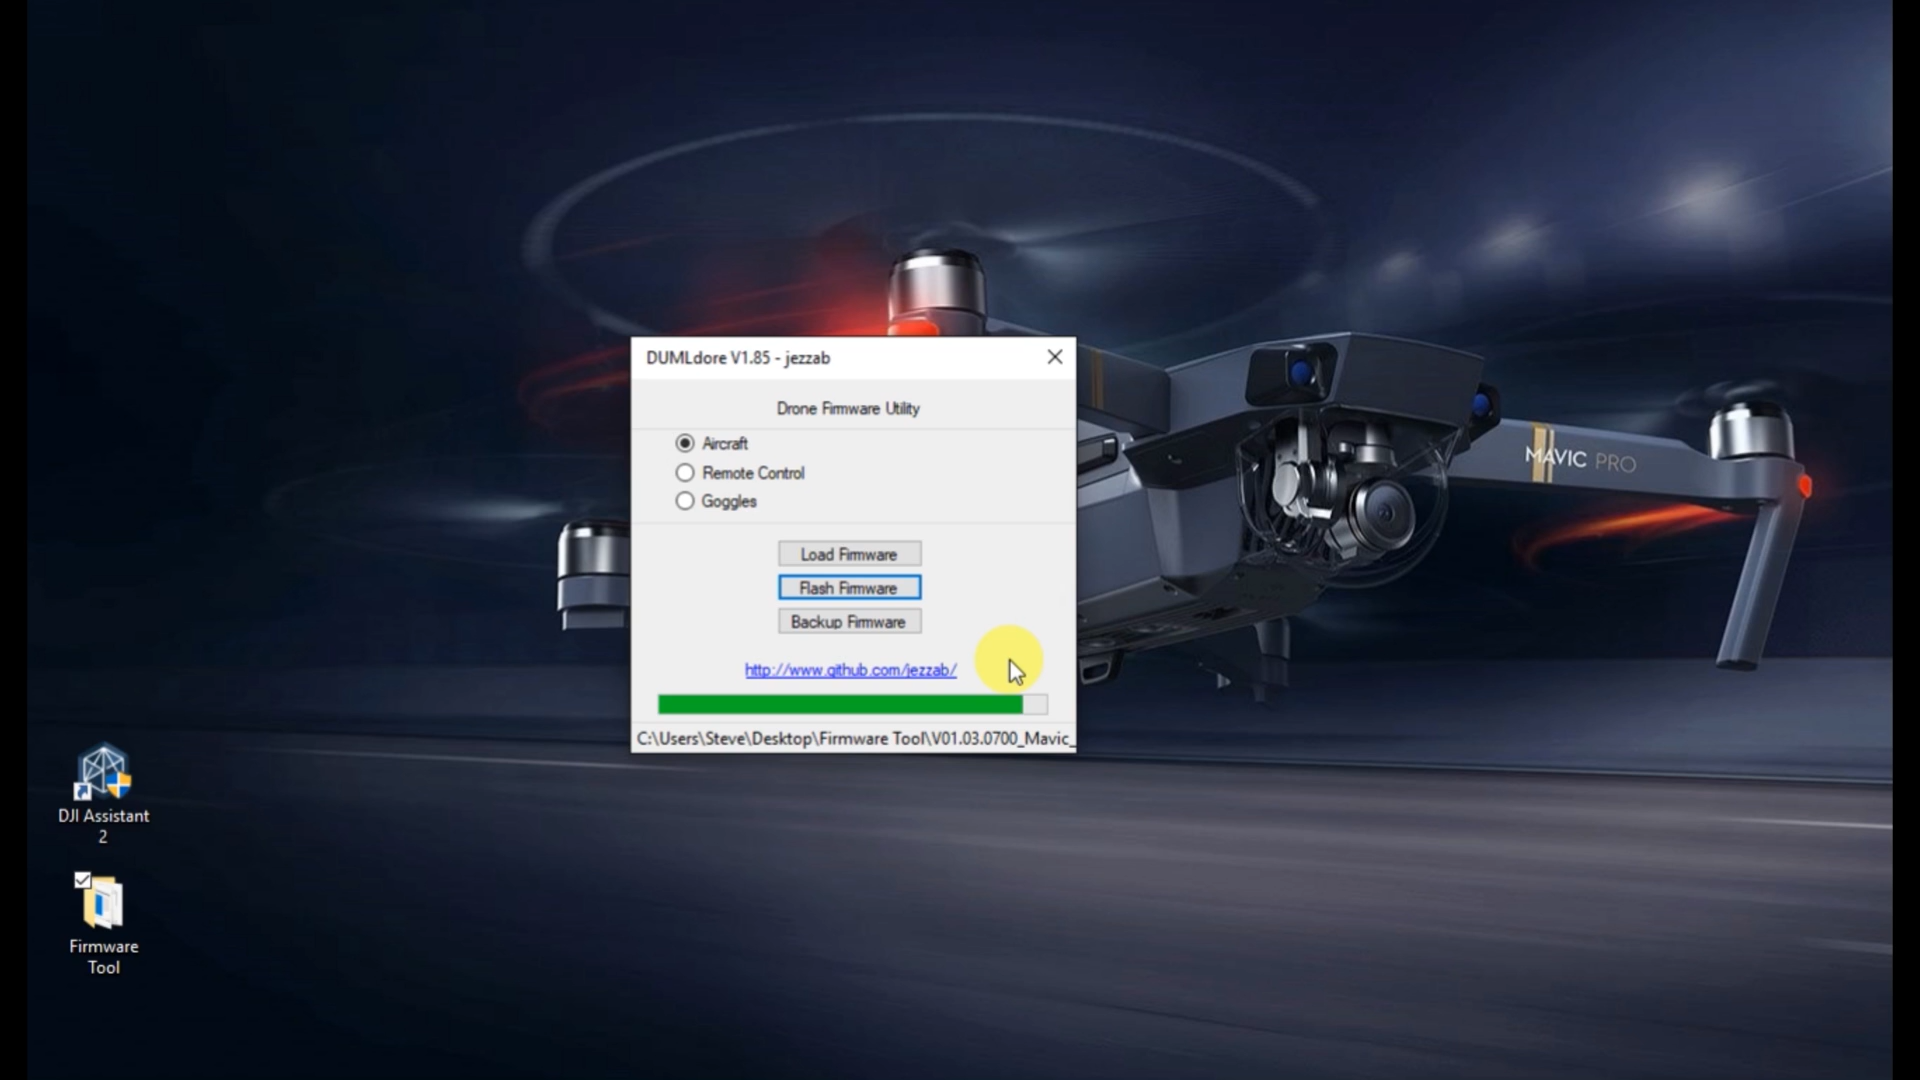 DUMLdore V1.85 - jezzab
Drone Firmware Utility
Aircraft
Remote Control
Goggles
Load Firmware
Flash Firmware
Backup Firmware
http://www.github.com/jezzab/
C:\Users\Steve\Desktop\Firmware Tool\V01.03.0700_Mavic_
MAVIC PRO
DJI Assistant
2
Firmware
Tool